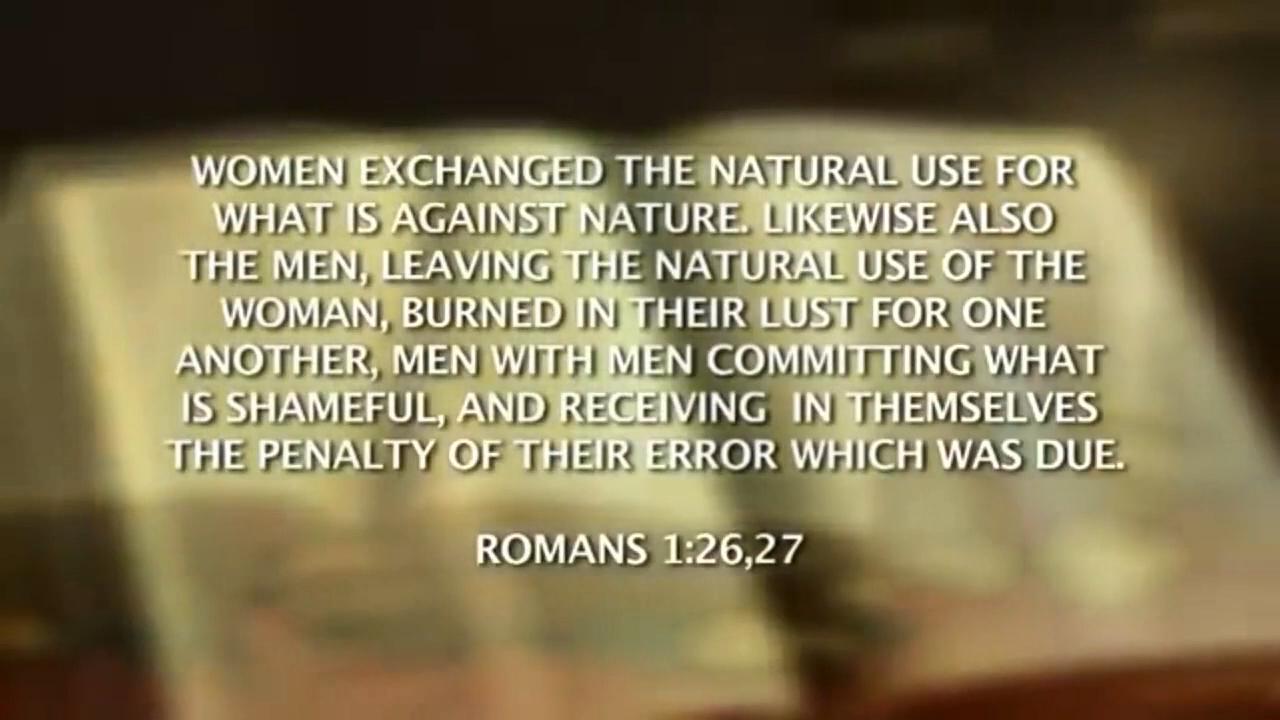 WOMEN EXCHANGED THE NATURAL USE FOR
WHAT IS AGAINST NATURE. LIKEWISE ALSO
THE MEN, LEAVING THE NATURAL USE OF THE
WOMAN, BURNED IN THEIR LUST FOR ONE
ANOTHER, MEN WITH MEN COMMITTING WHAT
IS SHAMEFUL, AND RECEIVING  IN THEMSELVES
THE PENALTY OF THEIR ERROR WHICH WAS DUE.
ROMANS 1:26,27